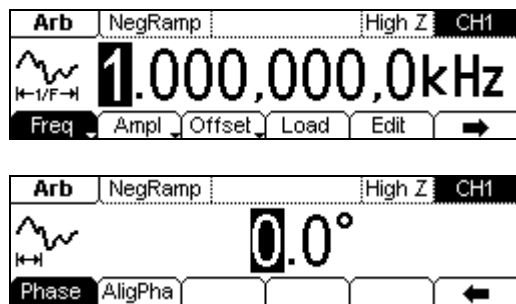 Arb NegRamp High Z CH1
1/F 1.000,000,0kHz
Freq Ampl Offset Load Edit
Arb NegRamp High Z CH1
0.0°
Phase AligPha